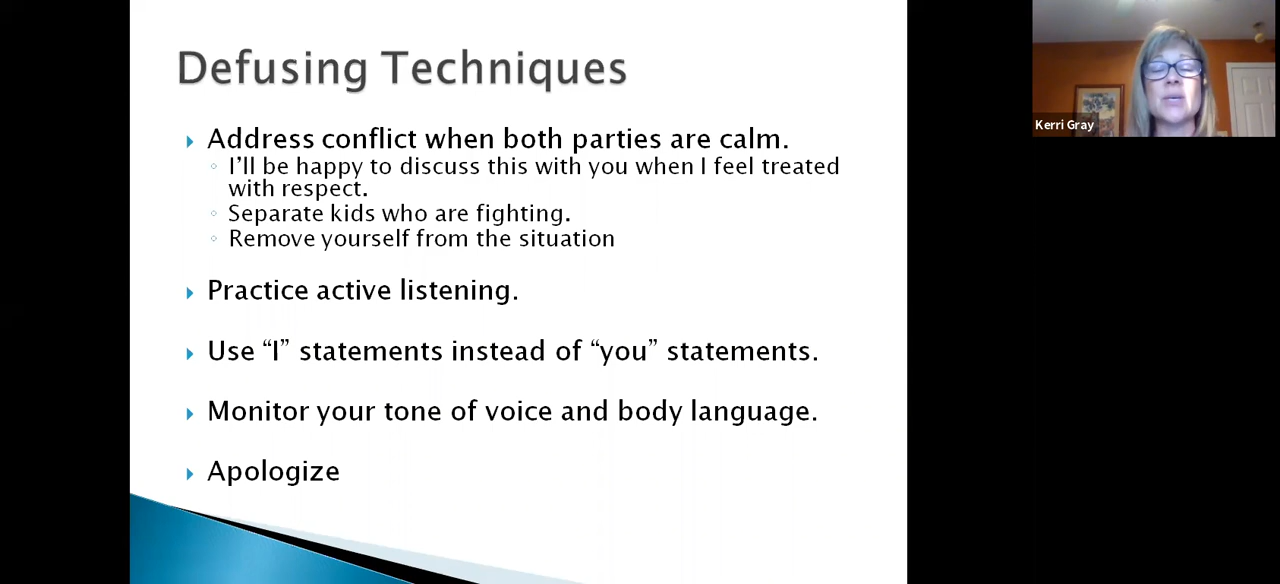 Defusing Techniques
Address conflict when both parties are calm.
I’ll be happy to discuss this with you when I feel treated
with respect.
Separate kids who are fighting.
Remove yourself from the situation
Practice active listening.
Use “I” statements instead of “you” statements.
Monitor your tone of voice and body language.
Apologize
Kerri Gray